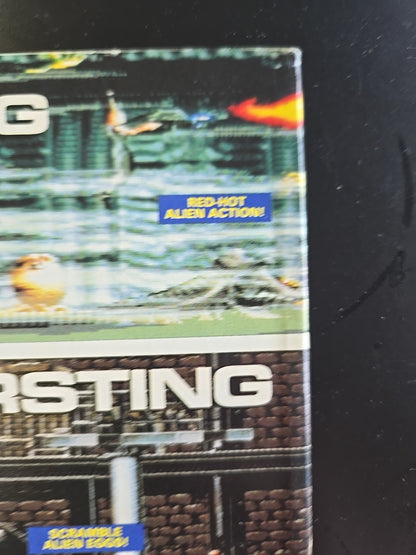 G
RED-HOT
ALIEN ACTION!
RSTING
SCRAMBLE
ALIEN EGGS!